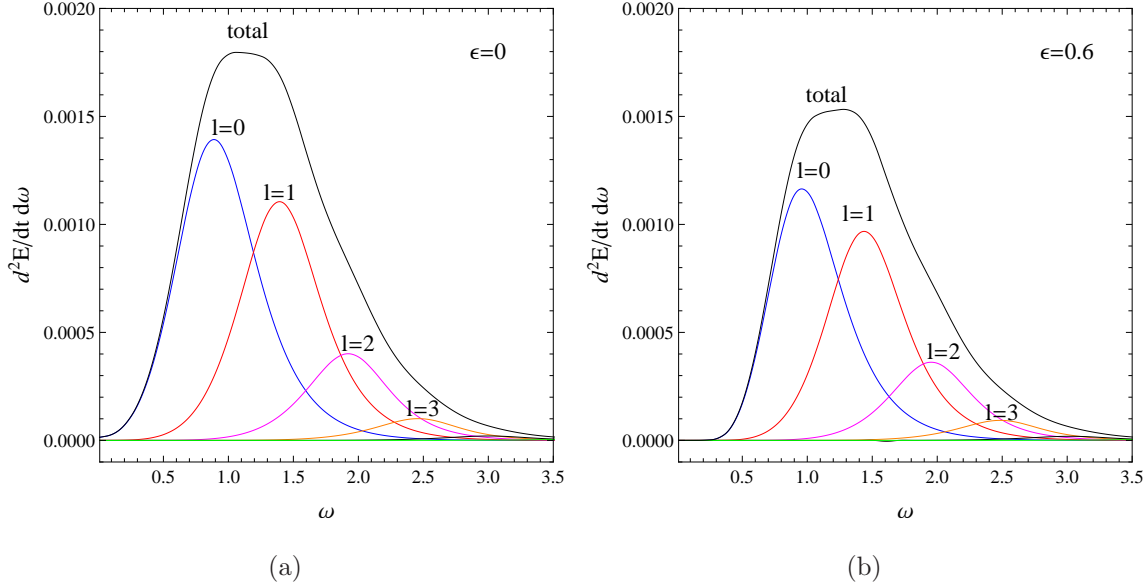 total
ϵ=0
l=0
l=1
l=2
l=3
0.0020
0.0015
0.0010
0.0005
0.0000
d²E/dt dω
0.5 1.0 1.5 2.0 2.5 3.0 3.5
ω
(a)
total
ϵ=0.6
l=0
l=1
l=2
l=3
0.0020
0.0015
0.0010
0.0005
0.0000
d²E/dt dω
0.5 1.0 1.5 2.0 2.5 3.0 3.5
ω
(b)